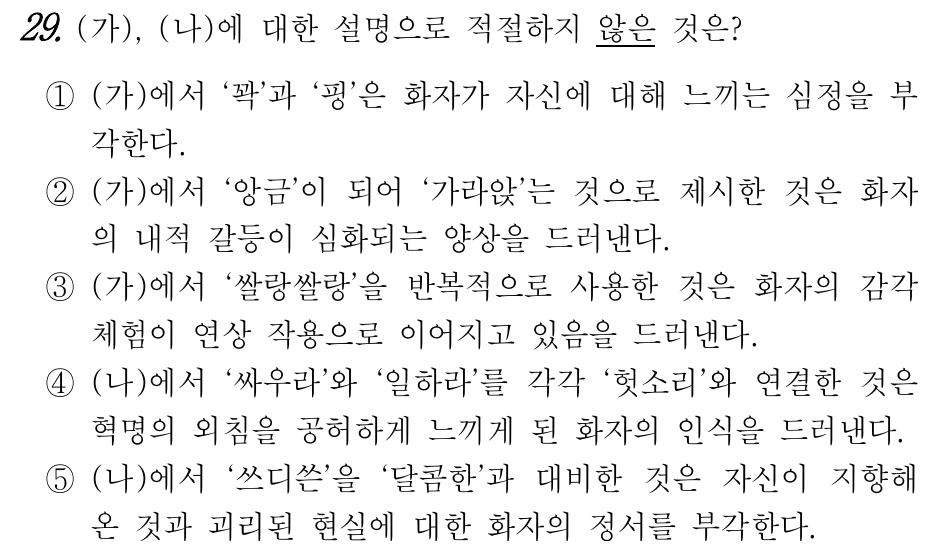 29. (가), (나)에 대한 설명으로 적절하지 않은 것은?
① (가)에서 ‘꽉’과 ‘핑’은 화자가 자신에 대해 느끼는 심정을 부
각한다.
② (가)에서 ‘앙금’이 되어 ‘가라앉’는 것으로 제시한 것은 화자
의 내적 갈등이 심화되는 양상을 드러낸다.
③ (가)에서 ‘쌀랑쌀랑’을 반복적으로 사용한 것은 화자의 감각
체험이 연상 작용으로 이어지고 있음을 드러낸다.
④ (나)에서 ‘싸우라’와 ‘일하라’를 각각 ‘헛소리’와 연결한 것은
혁명의 외침을 공허하게 느끼게 된 화자의 인식을 드러낸다.
⑤ (나)에서 ‘쓰디쓴’을 ‘달콤한’과 대비한 것은 자신이 지향해
온 것과 괴리된 현실에 대한 화자의 정서를 부각한다.